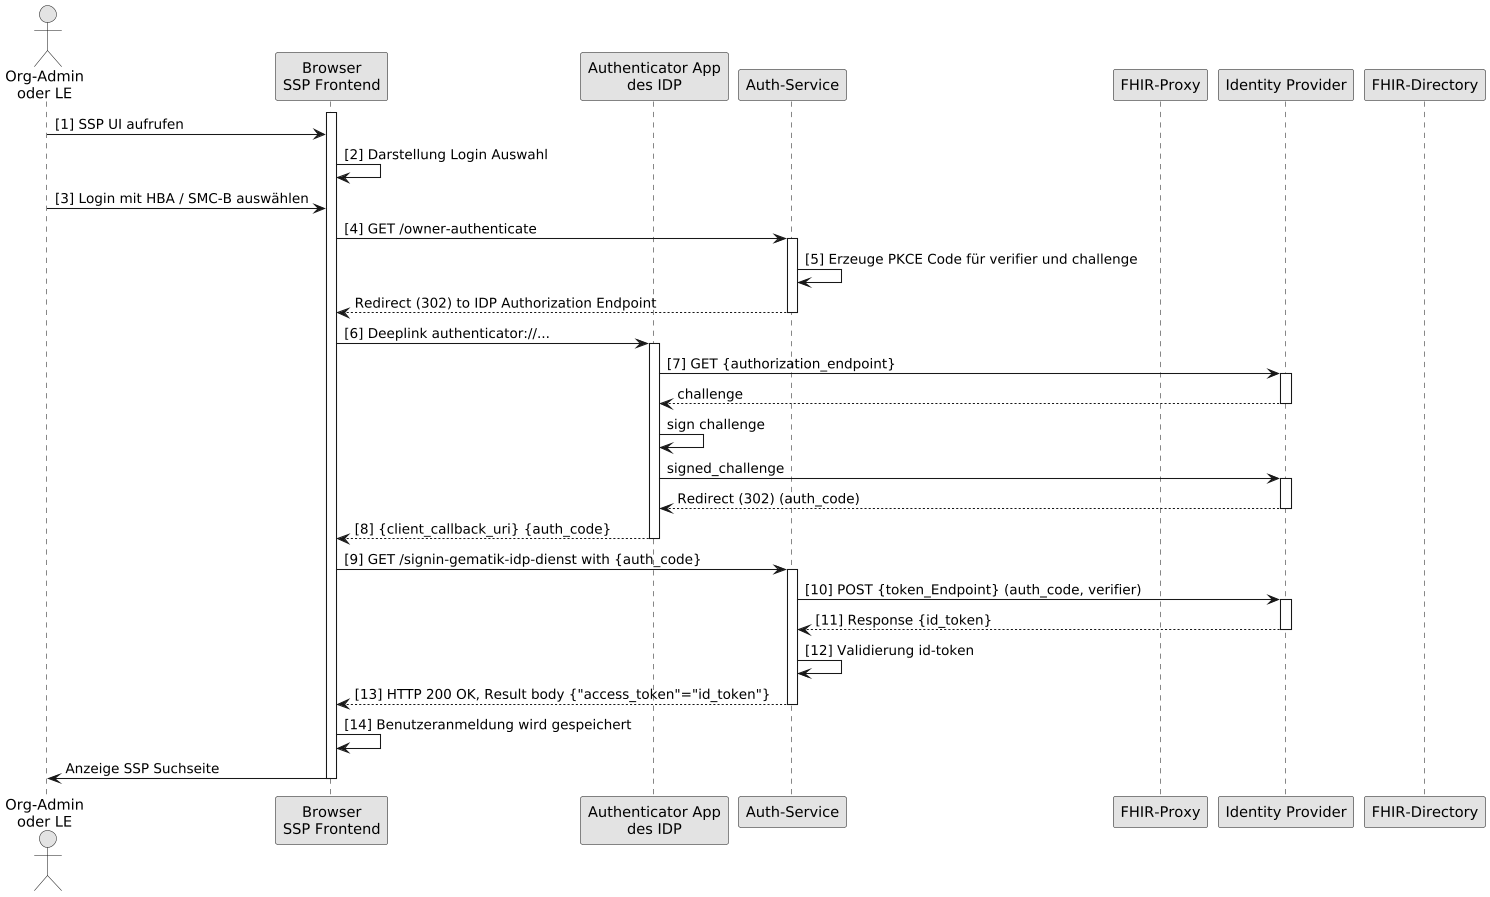 Org-Admin
oder LE
Browser
SSP Frontend
Authenticator App
des IDP
Auth-Service
FHIR-Proxy
Identity Provider
FHIR-Directory
[1] SSP UI aufrufen
[2] Darstellung Login Auswahl
[3] Login mit HBA / SMC-B auswählen
[4] GET /owner-authenticate
[5] Erzeuge PKCE Code für verifier und challenge
Redirect (302) to IDP Authorization Endpoint
[6] Deeplink authenticator://...
[7] GET {authorization_endpoint}
challenge
sign challenge
signed_challenge
Redirect (302) (auth_code)
[8] {client_callback_uri} {auth_code}
[9] GET /signin-gematik-idp-dienst with {auth_code}
[10] POST {token_Endpoint} (auth_code, verifier)
[11] Response {id_token}
[12] Validierung id-token
[13] HTTP 200 OK, Result body {"access_token"="id_token"}
[14] Benutzeranmeldung wird gespeichert
Anzeige SSP Suchseite
Org-Admin
oder LE
Browser
SSP Frontend
Authenticator App
des IDP
Auth-Service
FHIR-Proxy
Identity Provider
FHIR-Directory